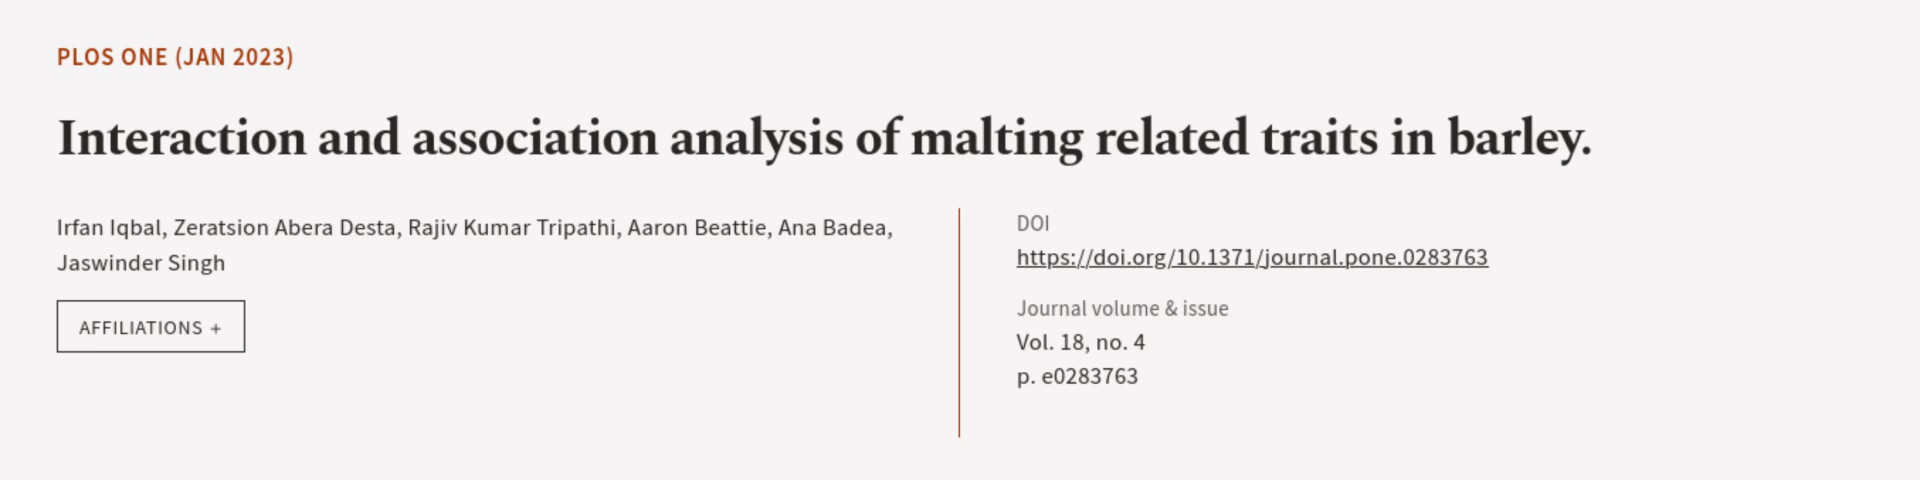 PLOS ONE (JAN 2023)
Interaction and association analysis of malting related traits in barley.
Irfan Iqbal, Zeratsion Abera Desta, Rajiv Kumar Tripathi, Aaron Beattie, Ana Badea,
Jaswinder Singh
AFFILIATIONS +
DOI
https://doi.org/10.1371/journal.pone.0283763
Journal volume & issue
Vol. 18, no. 4
p. e0283763